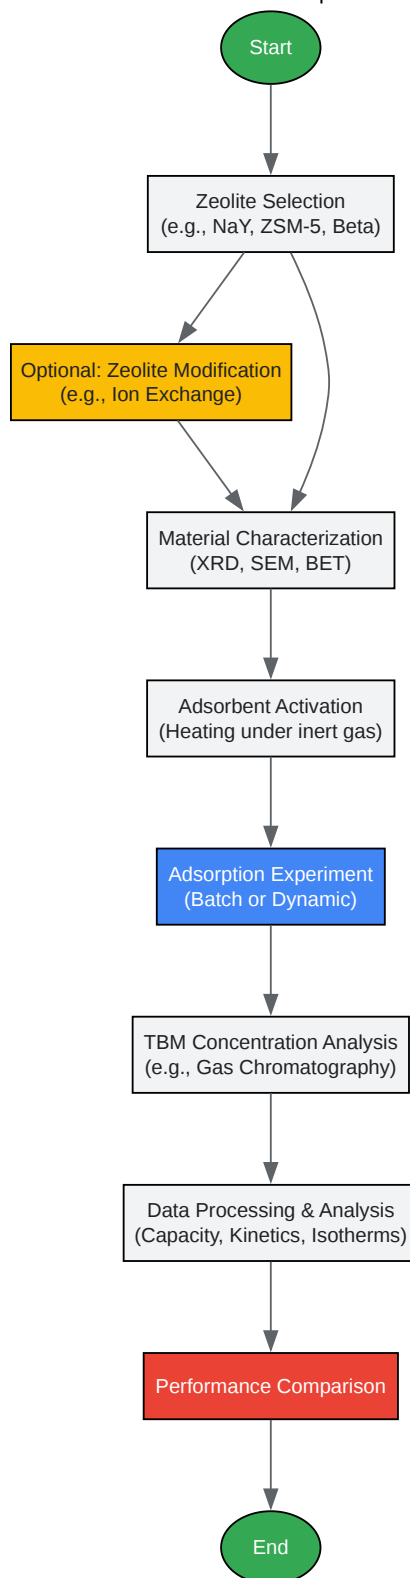 Start
Zeolite Selection
(e.g., NaY, ZSM-5, Beta)
Optional: Zeolite Modification
(e.g., Ion Exchange)
Material Characterization
(XRD, SEM, BET)
Adsorbent Activation
(Heating under inert gas)
Adsorption Experiment
(Batch or Dynamic)
TBM Concentration Analysis
(e.g., Gas Chromatography)
Data Processing & Analysis
(Capacity, Kinetics, Isotherms)
Performance Comparison
End